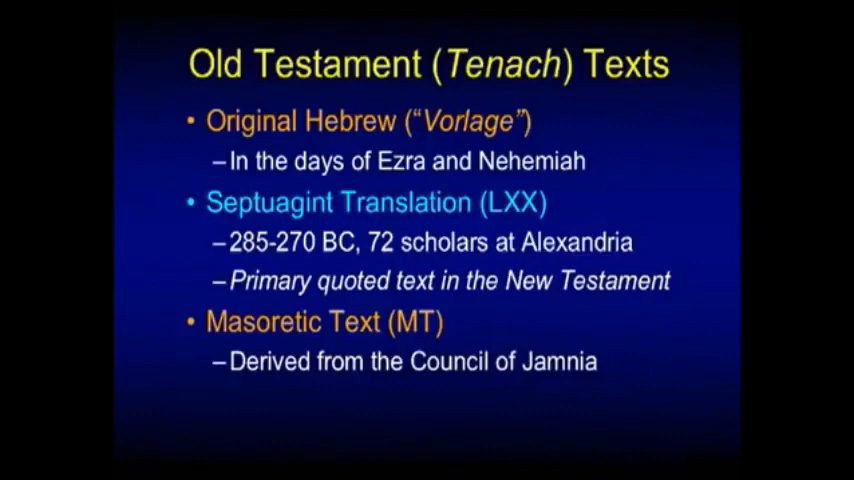 Old Testament (Tenach) Texts
• Original Hebrew (“Vorlage”)
–In the days of Ezra and Nehemiah
• Septuagint Translation (LXX)
–285-270 BC, 72 scholars at Alexandria
–Primary quoted text in the New Testament
• Masoretic Text (MT)
–Derived from the Council of Jamnia